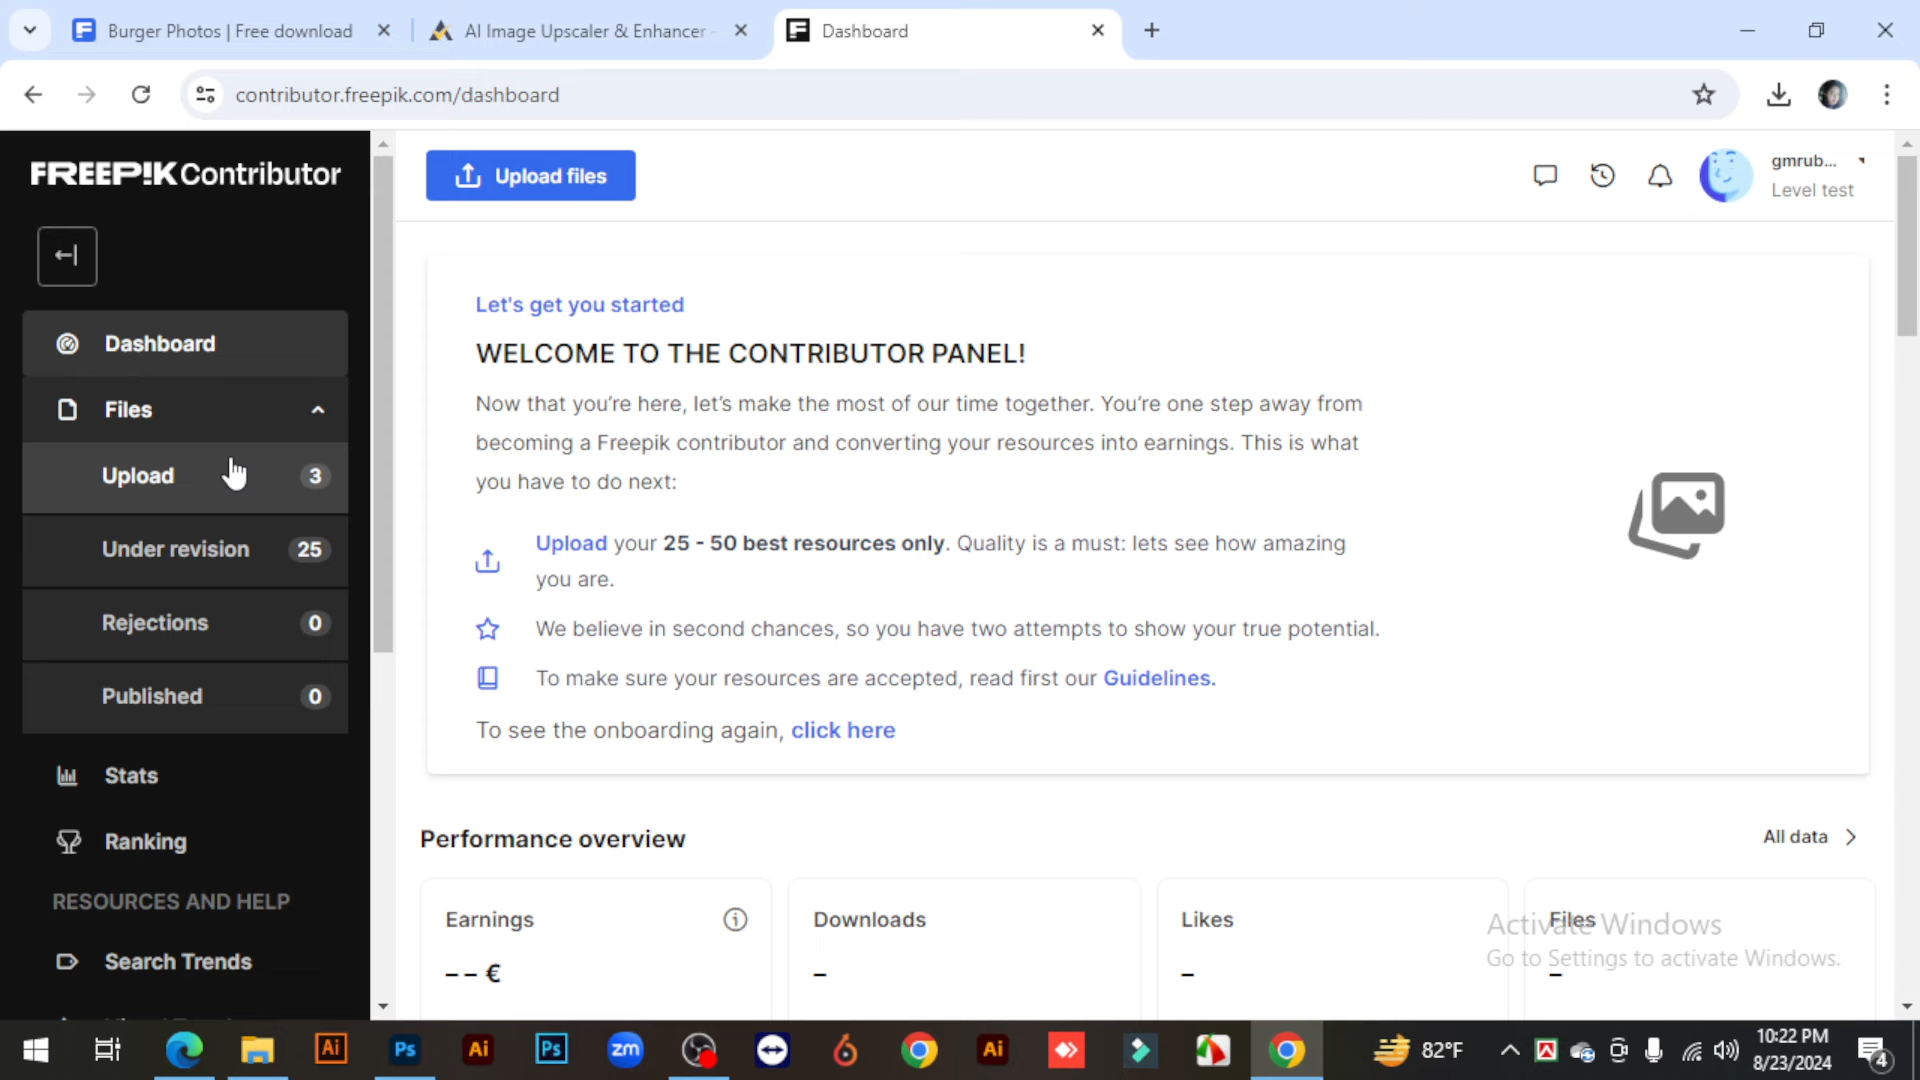 Burger Photos | Free download
AI Image Upscaler & Enhancer
Dashboard
contributor.freepik.com/dashboard
FREEP!K Contributor
Upload files
gmrub...
Level test
Dashboard
Files
Upload 3
Under revision 25
Rejections 0
Published 0
Stats
Ranking
RESOURCES AND HELP
Search Trends
Let's get you started
WELCOME TO THE CONTRIBUTOR PANEL!
Now that you're here, let's make the most of our time together. You're one step away from
becoming a Freepik contributor and converting your resources into earnings. This is what
you have to do next:
Upload your 25 - 50 best resources only. Quality is a must: lets see how amazing
you are.
We believe in second chances, so you have two attempts to show your true potential.
To make sure your resources are accepted, read first our Guidelines.
To see the onboarding again, click here
Performance overview
All data
Earnings
– – €
Downloads
–
Likes
–
Files
–
Activate Windows
Go to Settings to activate Windows.
Ai
Ps
Ai
Ps
zm
Ai
82°F
10:22 PM
8/23/2024
4